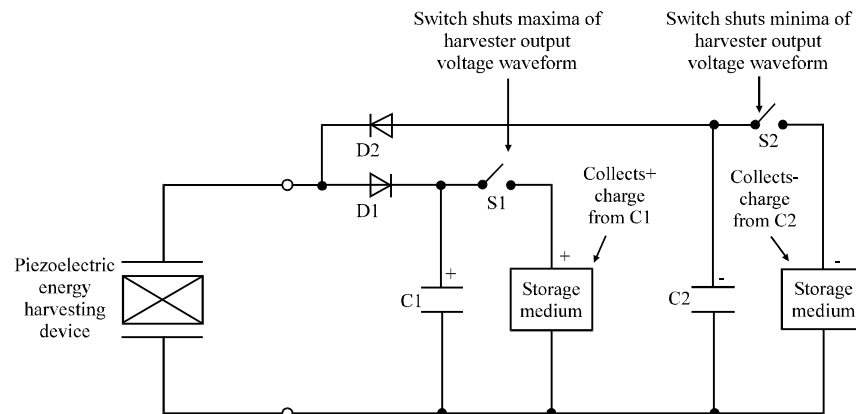 Switch shuts maxima of
harvester output
voltage waveform
Switch shuts minima of
harvester output
voltage waveform
D2
S2
D1
S1
Collects+
charge
from C1
Collects-
charge
from C2
Piezoelectric
energy
harvesting
device
+
C1
+
Storage
medium
-
C2
-
Storage
medium